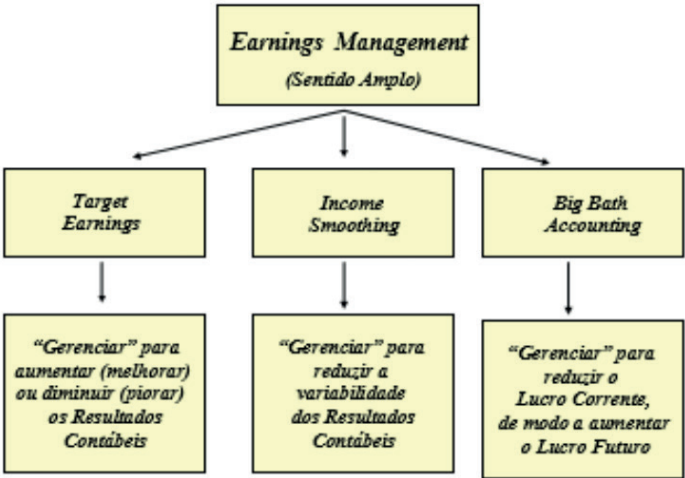 Earnings Management
(Sentido Amplo)
Target
Earnings
Income
Smoothing
Big Bath
Accounting
“Gerenciar” para
aumentar (melhorar)
ou diminuir (piorar)
os Resultados
Contábeis
“Gerenciar” para
reduzir a
variabilidade
dos Resultados
Contábeis
“Gerenciar” para
reduzir o
Lucro Corrente,
de modo a aumentar
o Lucro Futuro